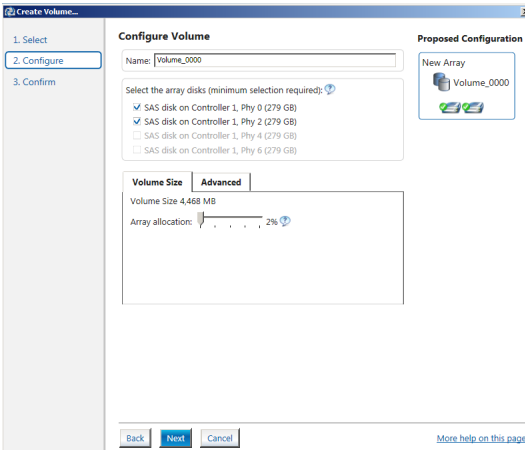 Create Volume...
1. Select
2. Configure
3. Confirm
Configure Volume
Name: Volume_0000
Select the array disks (minimum selection required):
SAS disk on Controller 1, Phy 0 (279 GB)
SAS disk on Controller 1, Phy 2 (279 GB)
SAS disk on Controller 1, Phy 4 (279 GB)
SAS disk on Controller 1, Phy 6 (279 GB)
Volume Size Advanced
Volume Size 4,468 MB
Array allocation: 2%
Proposed Configuration
New Array
Volume_0000
Back Next Cancel
More help on this page